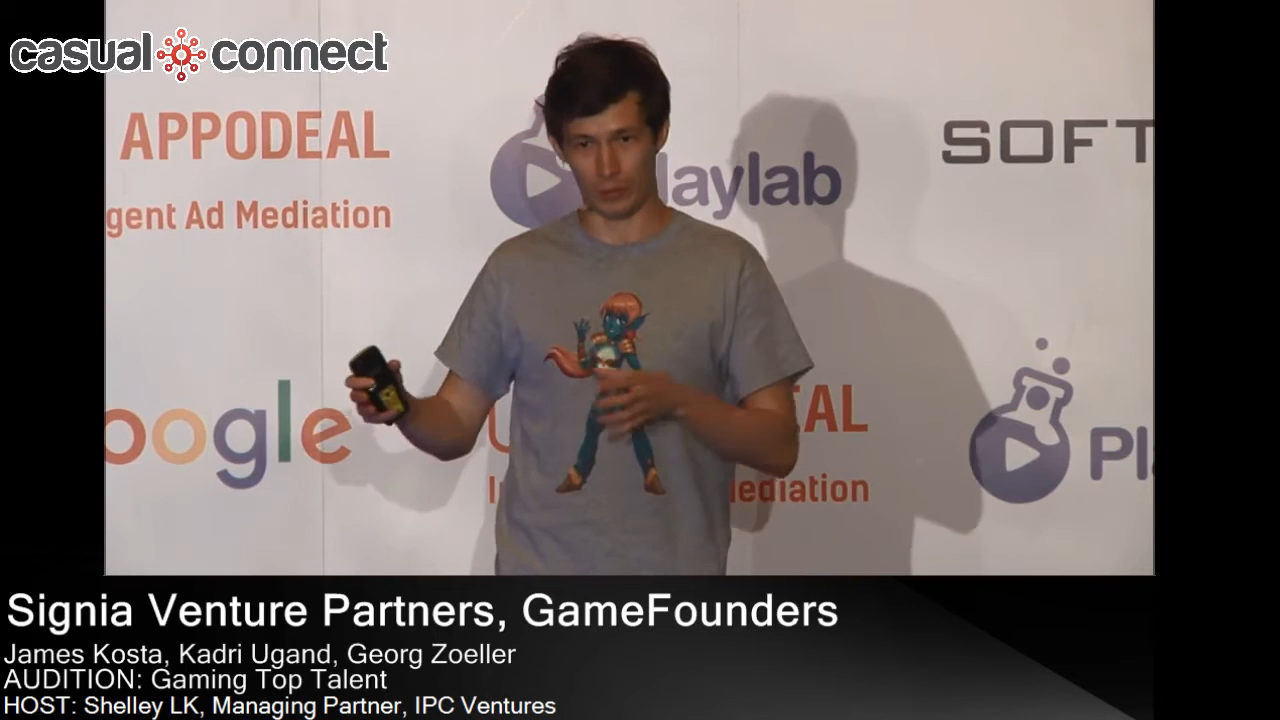 casual connect
APPODEAL
gent Ad Mediation
laylab
SOFT
oogle
EAL
lediation
Pl
Signia Venture Partners, GameFounders
James Kosta, Kadri Ugand, Georg Zoeller
AUDITION: Gaming Top Talent
HOST: Shelley LK, Managing Partner, IPC Ventures